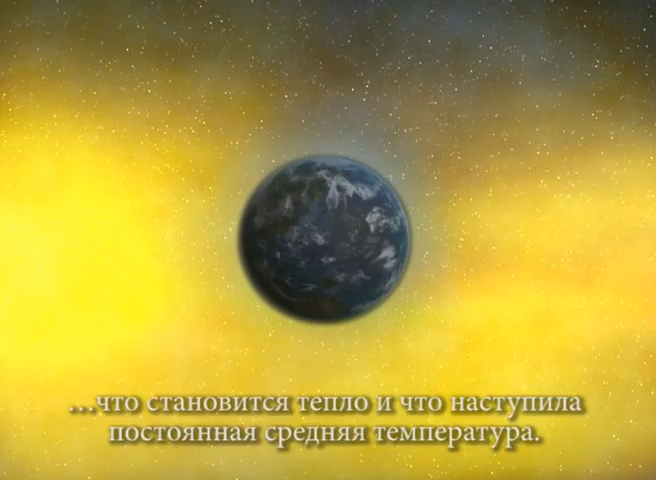 …что становится тепло и что наступила
постоянная средняя температура.